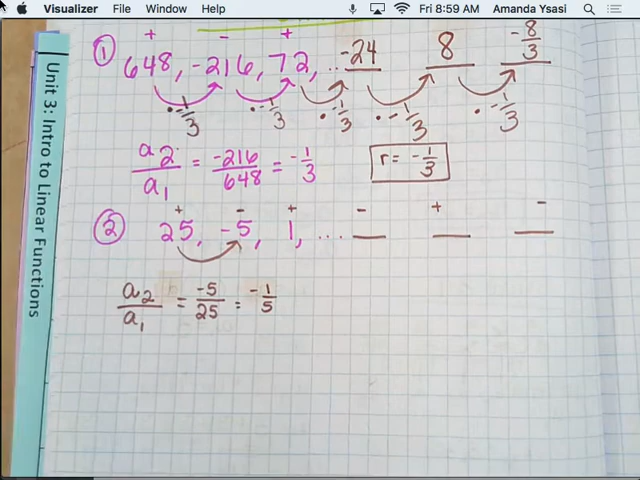 Visualizer File Window Help Fri 8:59 AM Amanda Ysasi
Unit 3: Intro to Linear Functions
+ - +
① 648, -216, 72, ... -24 8 -8/3
· -1/3 · -1/3 · -1/3 · -1/3 · -1/3
a2/a1 = -216/648 = -1/3 r = -1/3
+ - + - + -
② 25, -5, 1, ...
a2/a1 = -5/25 = -1/5